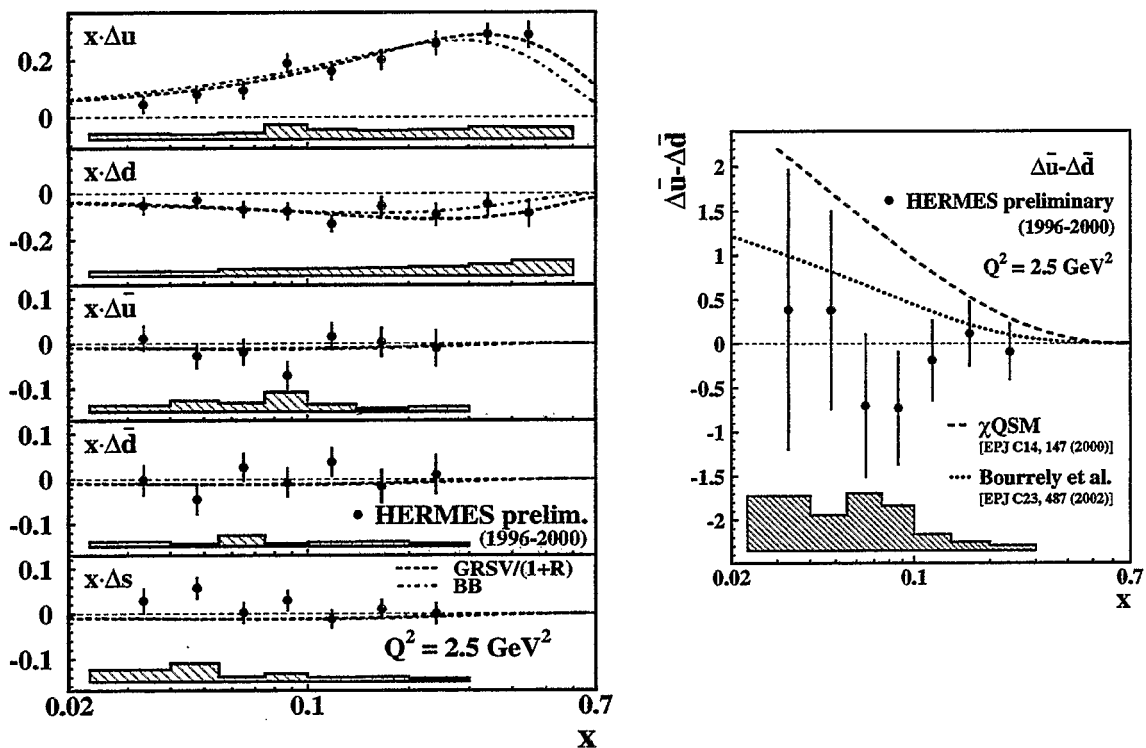 x·Δu
0.2
0
x·Δd
0
-0.2
x·Δū
0.1
0
-0.1
x·Δd̄
0.1
0
-0.1
HERMES prelim.
(1996-2000)
x·Δs
0.1
0
-0.1
GRSV/(1+R)
BB
Q² = 2.5 GeV²
0.02
0.1
0.7
x
Δū-Δd̄
2
1.5
1
0.5
0
-0.5
-1
-1.5
-2
Δū-Δd̄
HERMES preliminary
(1996-2000)
Q² = 2.5 GeV²
χQSM
[EPJ C14, 147 (2000)]
Bourrely et al.
[EPJ C23, 487 (2002)]
0.02
0.1
0.7
x